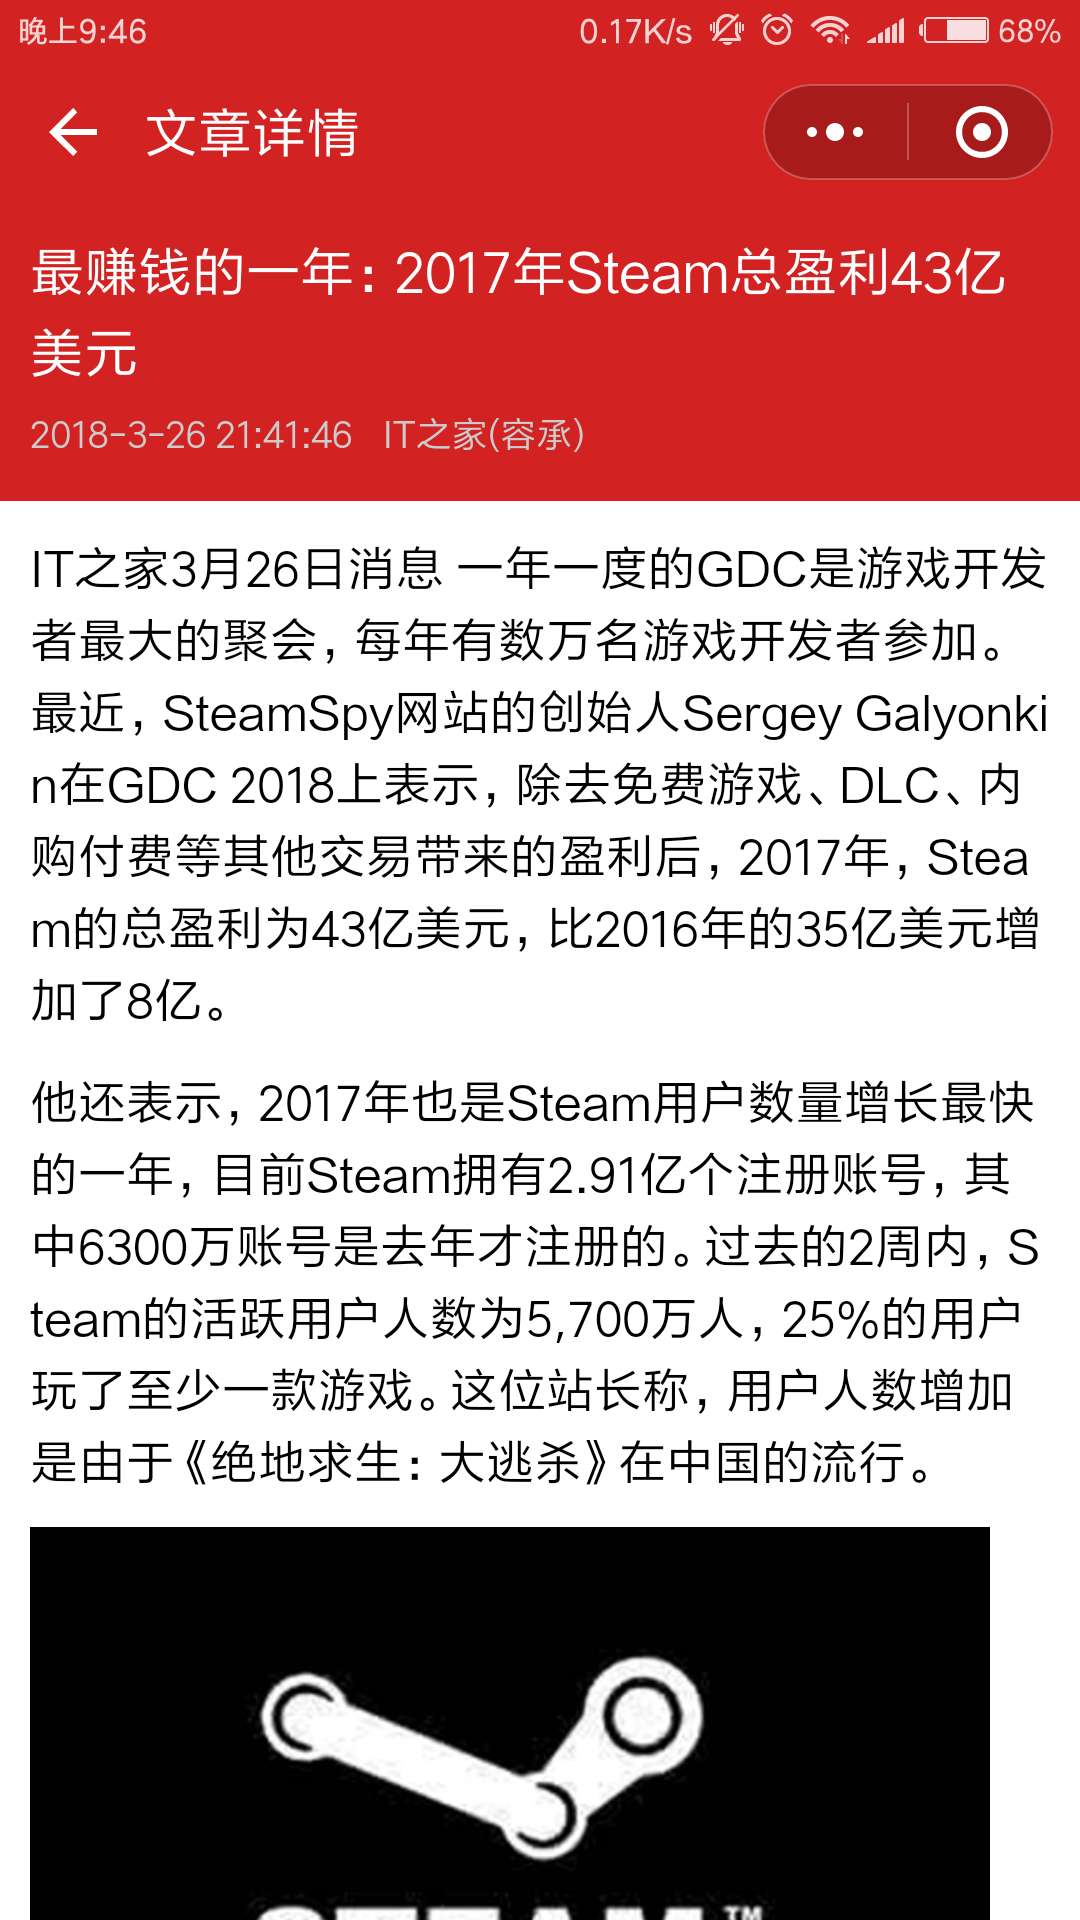 晚上9:46 0.17K/s 68%
文章详情
最赚钱的一年：2017年Steam总盈利43亿
美元
2018-3-26 21:41:46 IT之家(容承)
IT之家3月26日消息 一年一度的GDC是游戏开发
者最大的聚会，每年有数万名游戏开发者参加。
最近，SteamSpy网站的创始人Sergey Galyonki
n在GDC 2018上表示，除去免费游戏、DLC、内
购付费等其他交易带来的盈利后，2017年，Stea
m的总盈利为43亿美元，比2016年的35亿美元增
加了8亿。
他还表示，2017年也是Steam用户数量增长最快
的一年，目前Steam拥有2.91亿个注册账号，其
中6300万账号是去年才注册的。过去的2周内，S
team的活跃用户人数为5,700万人，25%的用户
玩了至少一款游戏。这位站长称，用户人数增加
是由于《绝地求生：大逃杀》在中国的流行。
STEAM™